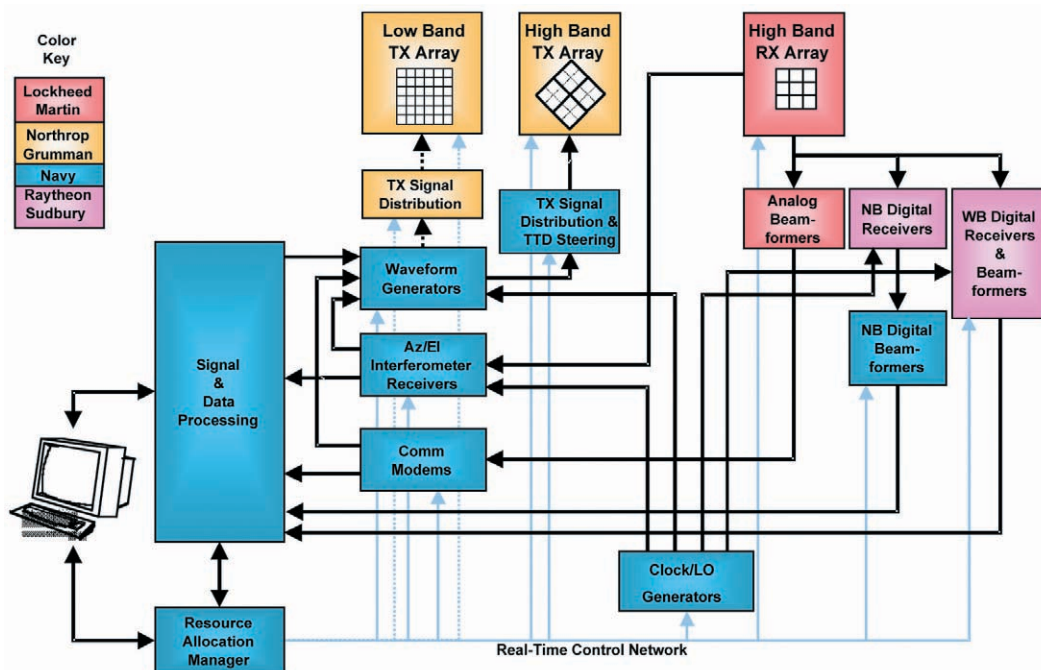 Color
Key
Lockheed
Martin
Northrop
Grumman
Navy
Raytheon
Sudbury
Low Band
TX Array
High Band
TX Array
High Band
RX Array
TX Signal
Distribution
TX Signal
Distribution &
TTD Steering
Analog
Beam-
formers
NB Digital
Receivers
WB Digital
Receivers
&
Beam-
formers
Waveform
Generators
Az/El
Interferometer
Receivers
NB Digital
Beam-
formers
Signal
&
Data
Processing
Comm
Modems
Clock/LO
Generators
Resource
Allocation
Manager
Real-Time Control Network